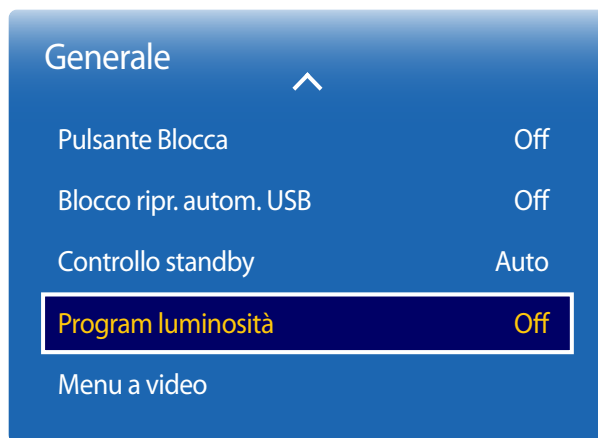 Generale
Pulsante Blocca Off
Blocco ripr. autom. USB Off
Controllo standby Auto
Program luminosità Off
Menu a video